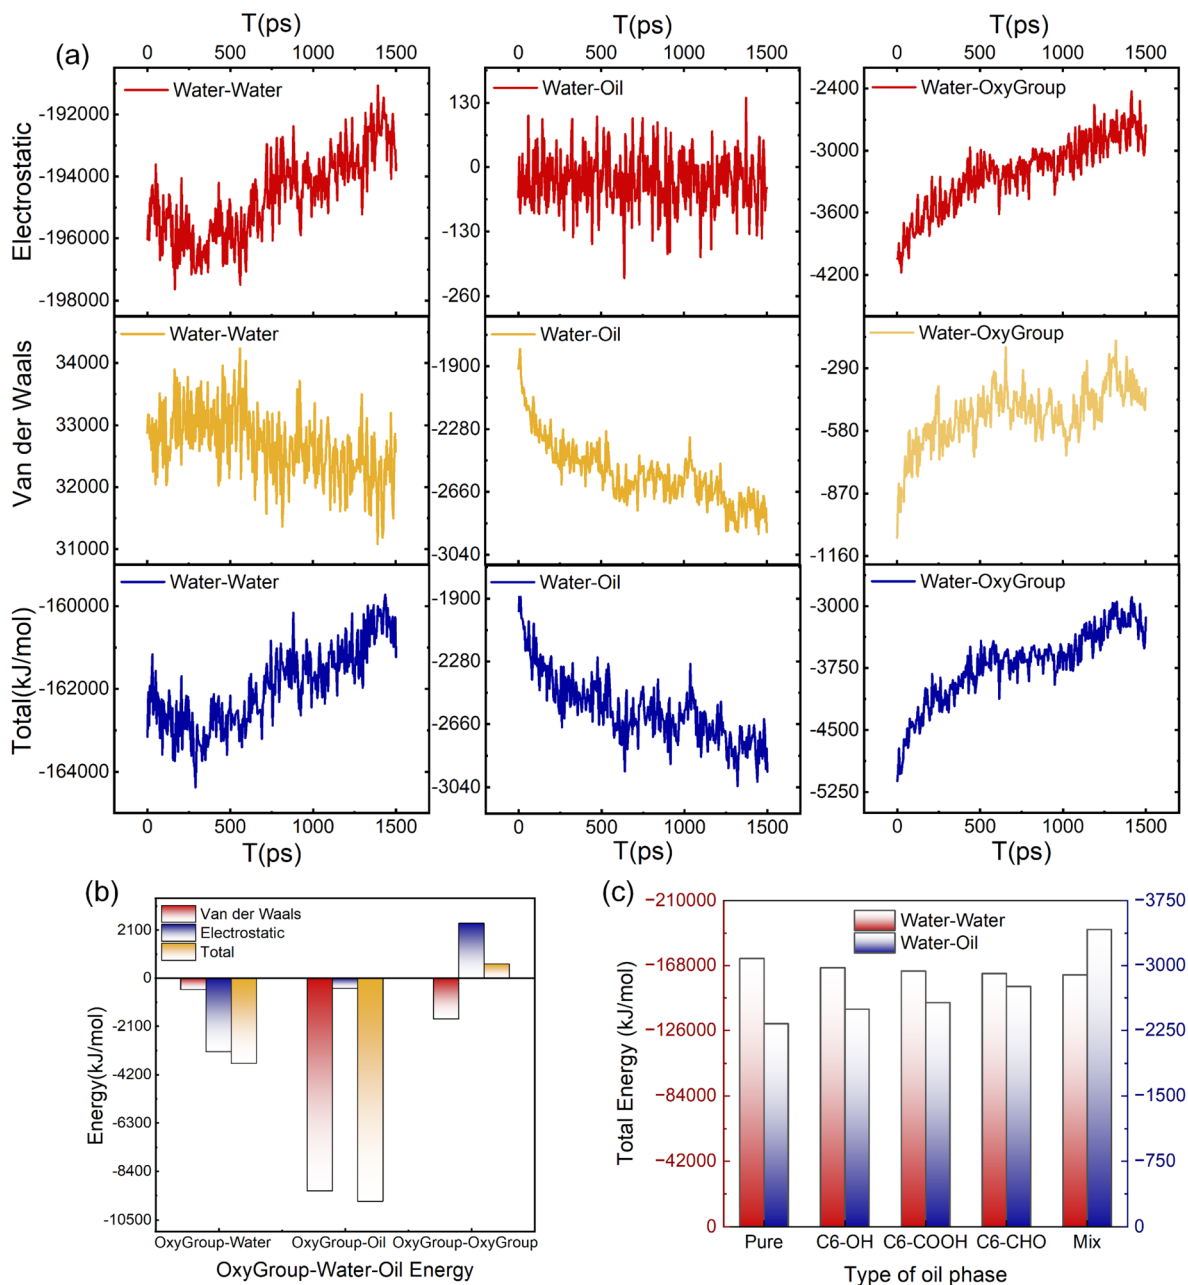 (a)
T(ps) T(ps) T(ps)
0 500 1000 1500 0 500 1000 1500 0 500 1000 1500
Electrostatic
Water-Water
-192000
-194000
-196000
-198000
Water-Oil
130
0
-130
-260
Water-OxyGroup
-2400
-3000
-3600
-4200
Van der Waals
Water-Water
34000
33000
32000
31000
Water-Oil
-1900
-2280
-2660
-3040
Water-OxyGroup
-290
-580
-870
-1160
Total(kJ/mol)
Water-Water
-160000
-162000
-164000
Water-Oil
-1900
-2280
-2660
-3040
Water-OxyGroup
-3000
-3750
-4500
-5250
0 500 1000 1500 0 500 1000 1500 0 500 1000 1500
T(ps) T(ps) T(ps)
(b)
Van der Waals
Electrostatic
Total
Energy(kJ/mol)
2100
0
-2100
-4200
-6300
-8400
-10500
OxyGroup-Water OxyGroup-Oil OxyGroup-OxyGroup
OxyGroup-Water-Oil Energy
(c)
Water-Water
Water-Oil
Total Energy (kJ/mol)
−210000
−168000
−126000
−84000
−42000
0
−3750
−3000
−2250
−1500
−750
0
Pure C6-OH C6-COOH C6-CHO Mix
Type of oil phase